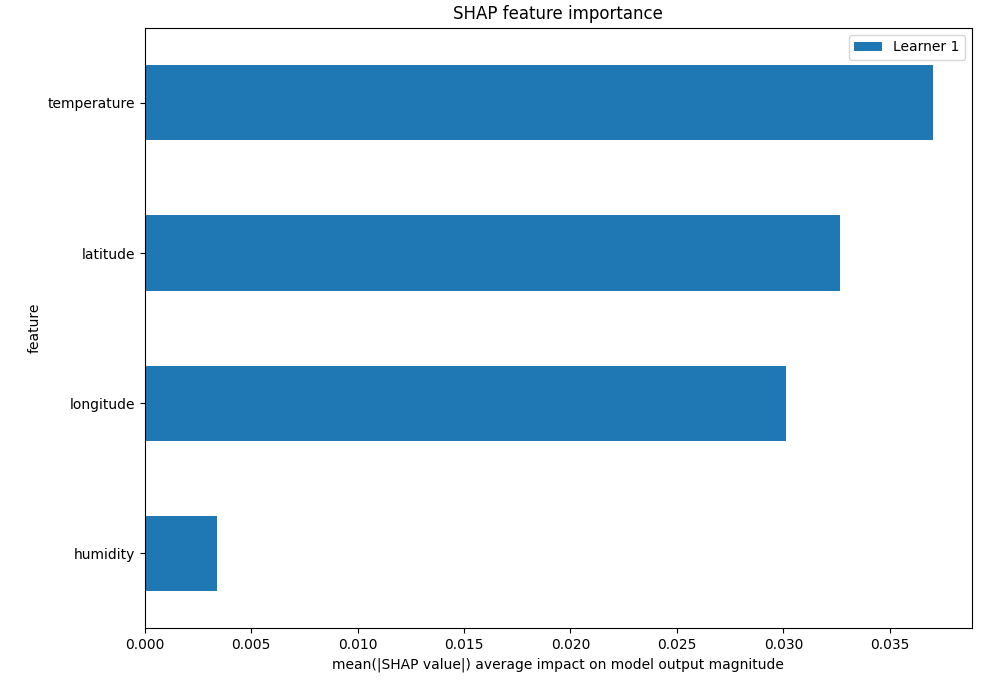 SHAP feature importance
Learner 1
temperature
latitude
longitude
humidity
feature
0.000 0.005 0.010 0.015 0.020 0.025 0.030 0.035
mean(|SHAP value|) average impact on model output magnitude